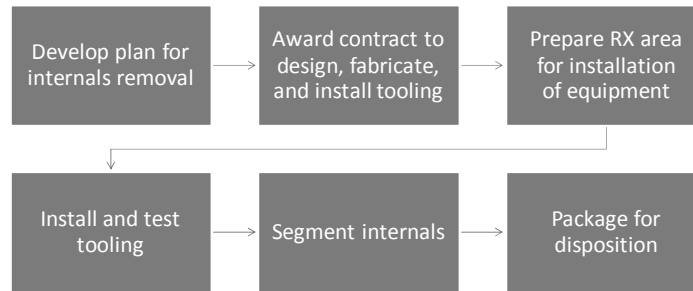 Develop plan for
internals removal
Award contract to
design, fabricate,
and install tooling
Prepare RX area
for installation
of equipment
Install and test
tooling
Segment internals
Package for
disposition